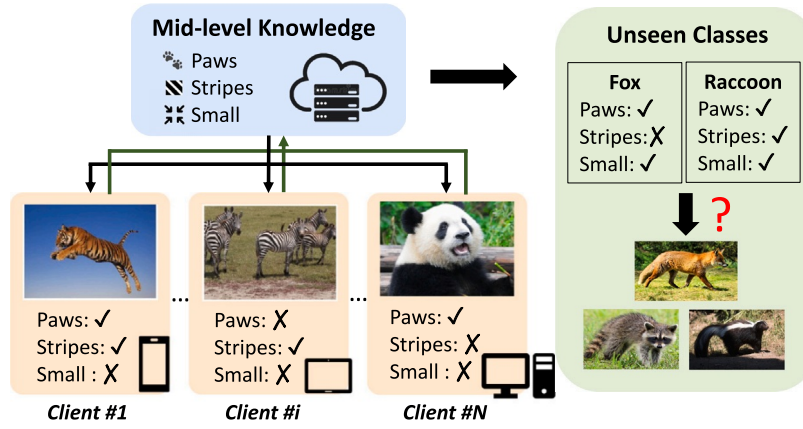 Mid-level Knowledge
Paws
Stripes
Small
Unseen Classes
Fox
Paws: ✓
Stripes: ✗
Small: ✓
Raccoon
Paws: ✓
Stripes: ✓
Small: ✓
?
Paws: ✓
Stripes: ✓
Small : ✗
Client #1
...
Paws: ✗
Stripes: ✓
Small: ✗
Client #i
...
Paws: ✓
Stripes: ✗
Small : ✗
Client #N